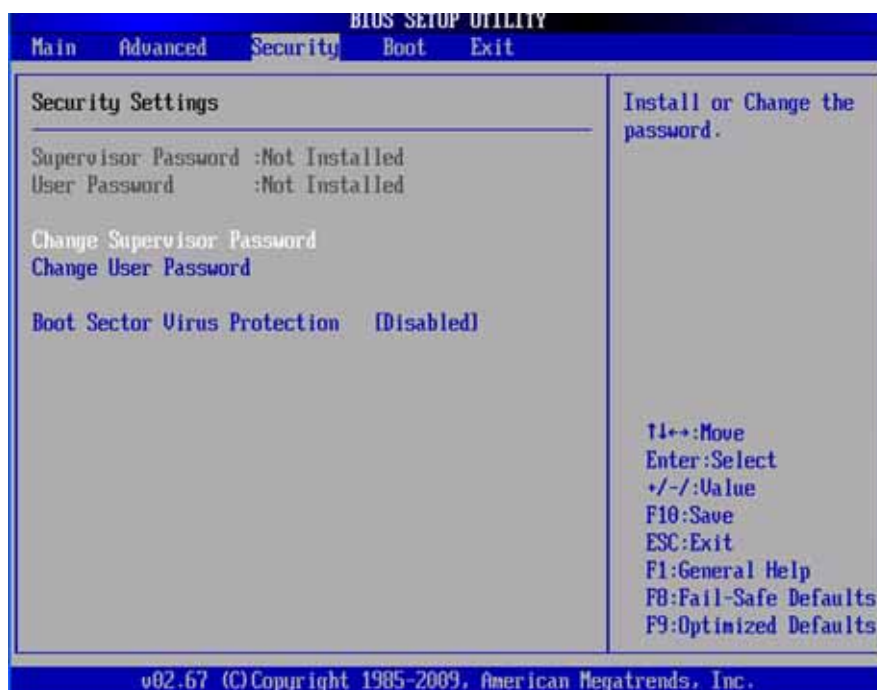 BIOS SETUP UTILITY
Main Advanced Security Boot Exit
Security Settings
Supervisor Password :Not Installed
User Password :Not Installed
Change Supervisor Password
Change User Password
Boot Sector Virus Protection [Disabled]
Install or Change the
password.
↑↓←→:Move
Enter:Select
+/-/:Value
F10:Save
ESC:Exit
F1:General Help
F8:Fail-Safe Defaults
F9:Optimized Defaults
v02.67 (C)Copyright 1985-2009, American Megatrends, Inc.